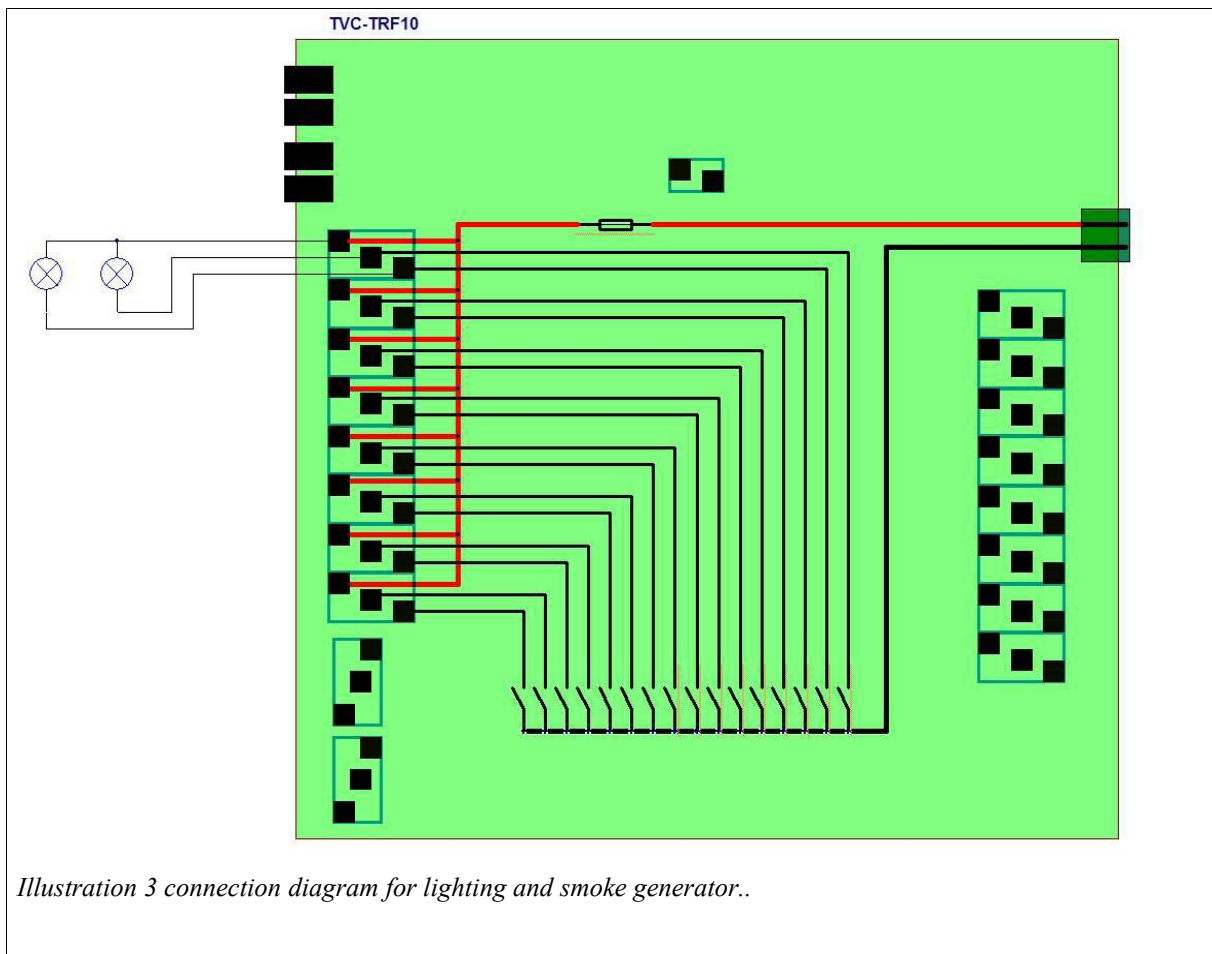 TVC-TRF10
Illustration 3 connection diagram for lighting and smoke generator..